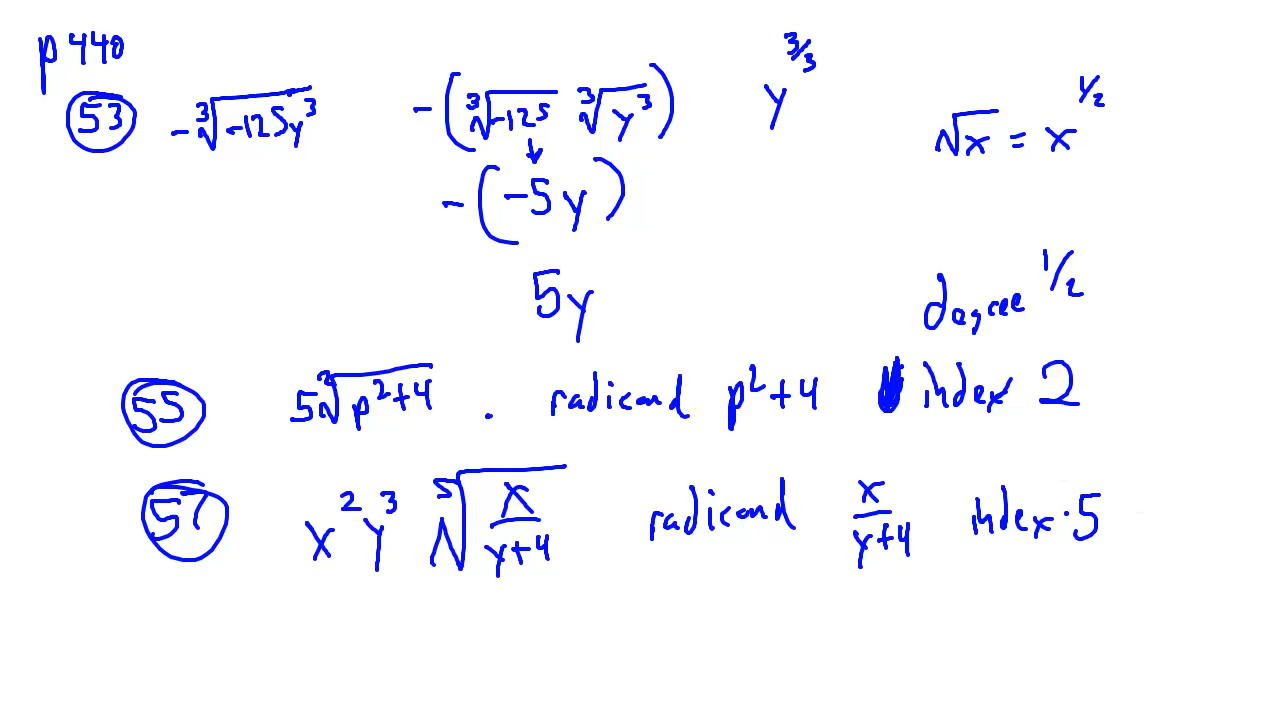 p 440
53 -∛(-125y³) -(∛-125 ∛y³) y^3/3 √x = x^1/2
-(-5y)
5y
degree 1/2
55 5 ²√(p²+4) . radicand p²+4 index 2
57 x²y³ ⁵√(x/(y+4)) radicand x/(y+4) index · 5